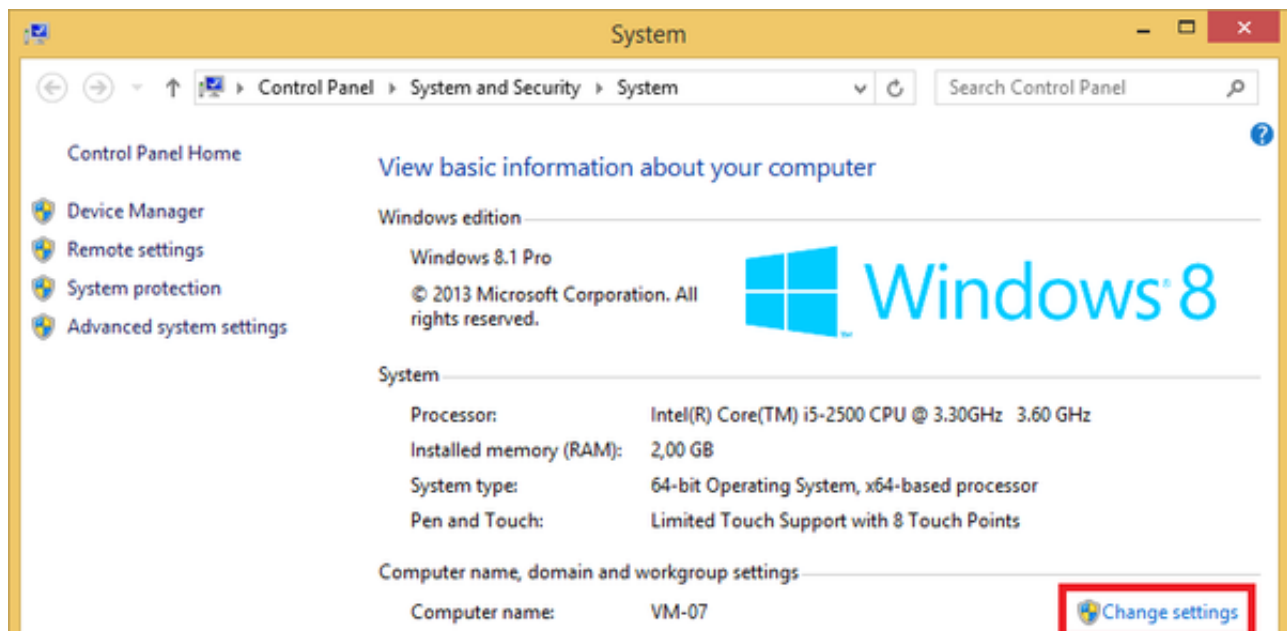 System
Control Panel System and Security System
Search Control Panel
Control Panel Home
Device Manager
Remote settings
System protection
Advanced system settings
View basic information about your computer
Windows edition
Windows 8.1 Pro
© 2013 Microsoft Corporation. All
rights reserved.
Windows 8
System
Processor: Intel(R) Core(TM) i5-2500 CPU @ 3.30GHz 3.60 GHz
Installed memory (RAM): 2,00 GB
System type: 64-bit Operating System, x64-based processor
Pen and Touch: Limited Touch Support with 8 Touch Points
Computer name, domain and workgroup settings
Computer name: VM-07
Change settings